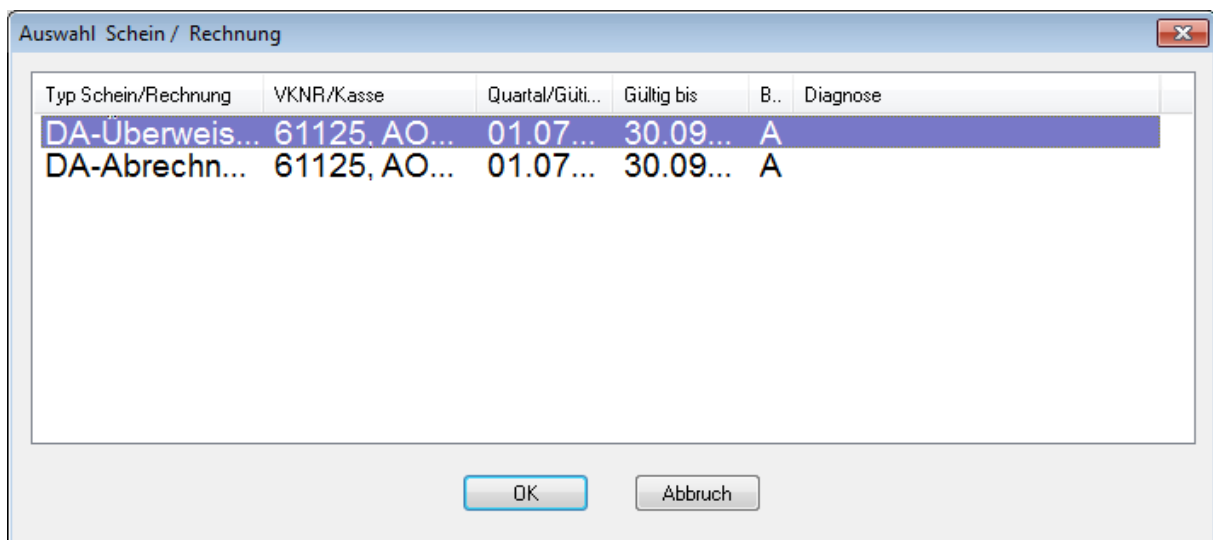 Auswahl Schein / Rechnung
Typ Schein/Rechnung VKNR/Kasse Quartal/Güti... Gültig bis B.. Diagnose
DA-Überweis... 61125, AO... 01.07... 30.09... A
DA-Abrechn... 61125, AO... 01.07... 30.09... A
OK Abbruch